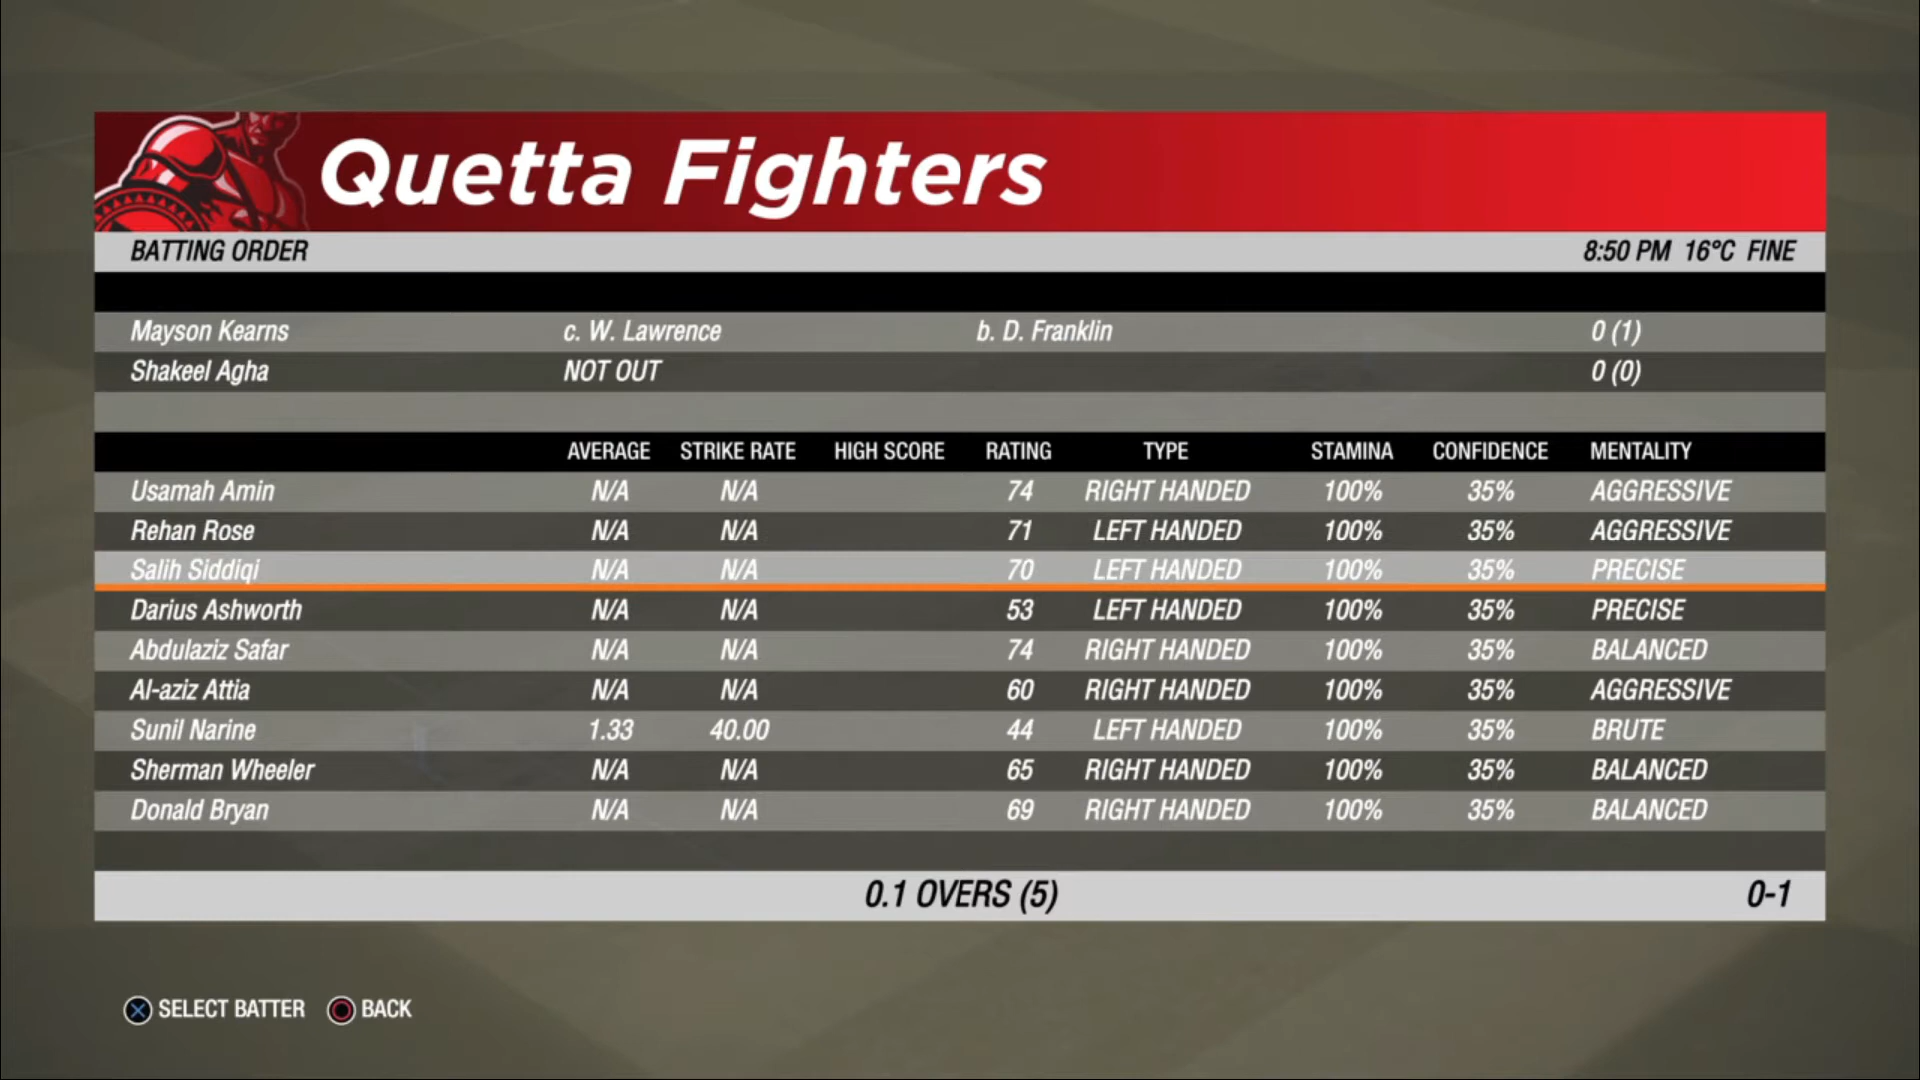 Quetta Fighters
BATTING ORDER 8:50 PM 16°C FINE
Mayson Kearns c. W. Lawrence b. D. Franklin 0 (1)
Shakeel Agha NOT OUT 0 (0)
AVERAGE STRIKE RATE HIGH SCORE RATING TYPE STAMINA CONFIDENCE MENTALITY
Usamah Amin N/A N/A 74 RIGHT HANDED 100% 35% AGGRESSIVE
Rehan Rose N/A N/A 71 LEFT HANDED 100% 35% AGGRESSIVE
Salih Siddiqi N/A N/A 70 LEFT HANDED 100% 35% PRECISE
Darius Ashworth N/A N/A 53 LEFT HANDED 100% 35% PRECISE
Abdulaziz Safar N/A N/A 74 RIGHT HANDED 100% 35% BALANCED
Al-aziz Attia N/A N/A 60 RIGHT HANDED 100% 35% AGGRESSIVE
Sunil Narine 1.33 40.00 44 LEFT HANDED 100% 35% BRUTE
Sherman Wheeler N/A N/A 65 RIGHT HANDED 100% 35% BALANCED
Donald Bryan N/A N/A 69 RIGHT HANDED 100% 35% BALANCED
0.1 OVERS (5) 0-1
SELECT BATTER BACK